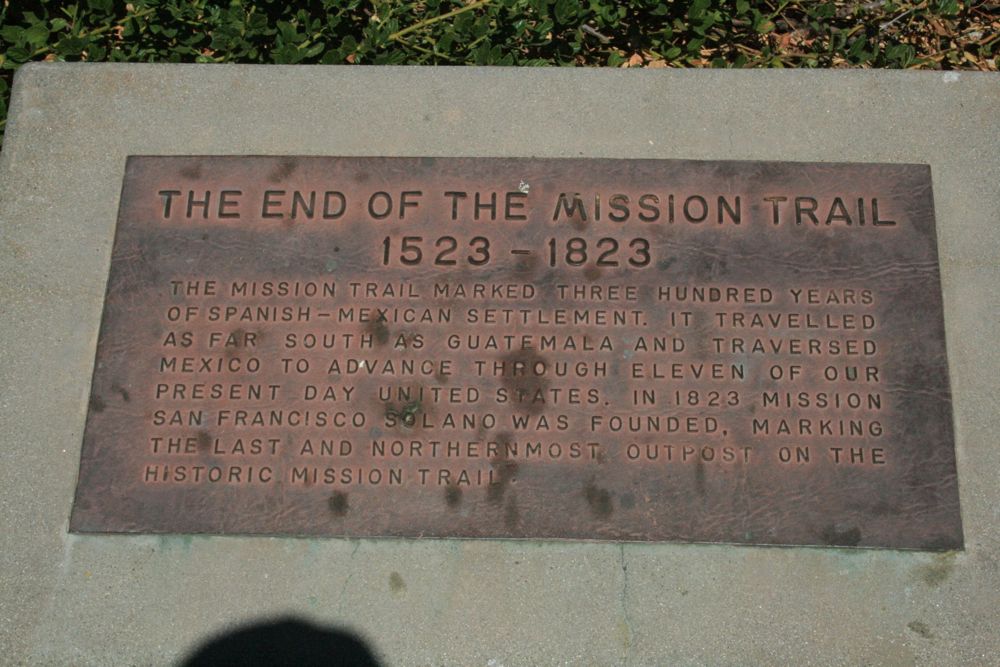 THE END OF THE MISSION TRAIL
1523 - 1823
THE MISSION TRAIL MARKED THREE HUNDRED YEARS
OF SPANISH-MEXICAN SETTLEMENT. IT TRAVELLED
AS FAR SOUTH AS GUATEMALA AND TRAVERSED
MEXICO TO ADVANCE THROUGH ELEVEN OF OUR
PRESENT DAY UNITED STATES. IN 1823 MISSION
SAN FRANCISCO SOLANO WAS FOUNDED, MARKING
THE LAST AND NORTHERNMOST OUTPOST ON THE
HISTORIC MISSION TRAIL.